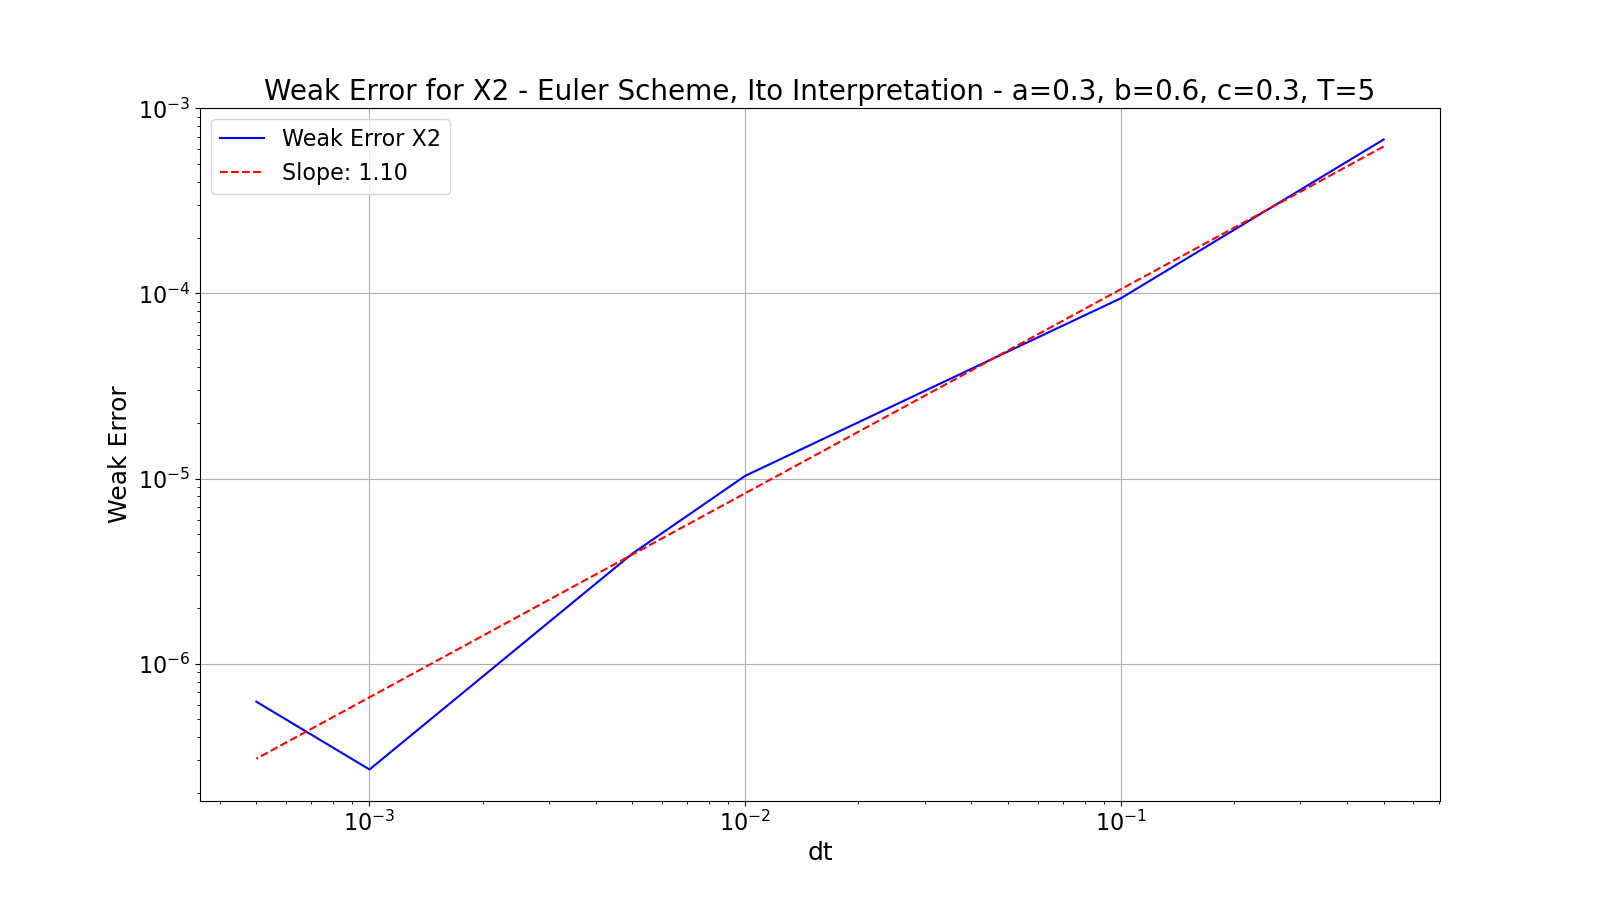 Weak Error for X2 - Euler Scheme, Ito Interpretation - a=0.3, b=0.6, c=0.3, T=5
Weak Error X2
Slope: 1.10
Weak Error
10⁻³
10⁻⁴
10⁻⁵
10⁻⁶
10⁻³
10⁻²
10⁻¹
dt